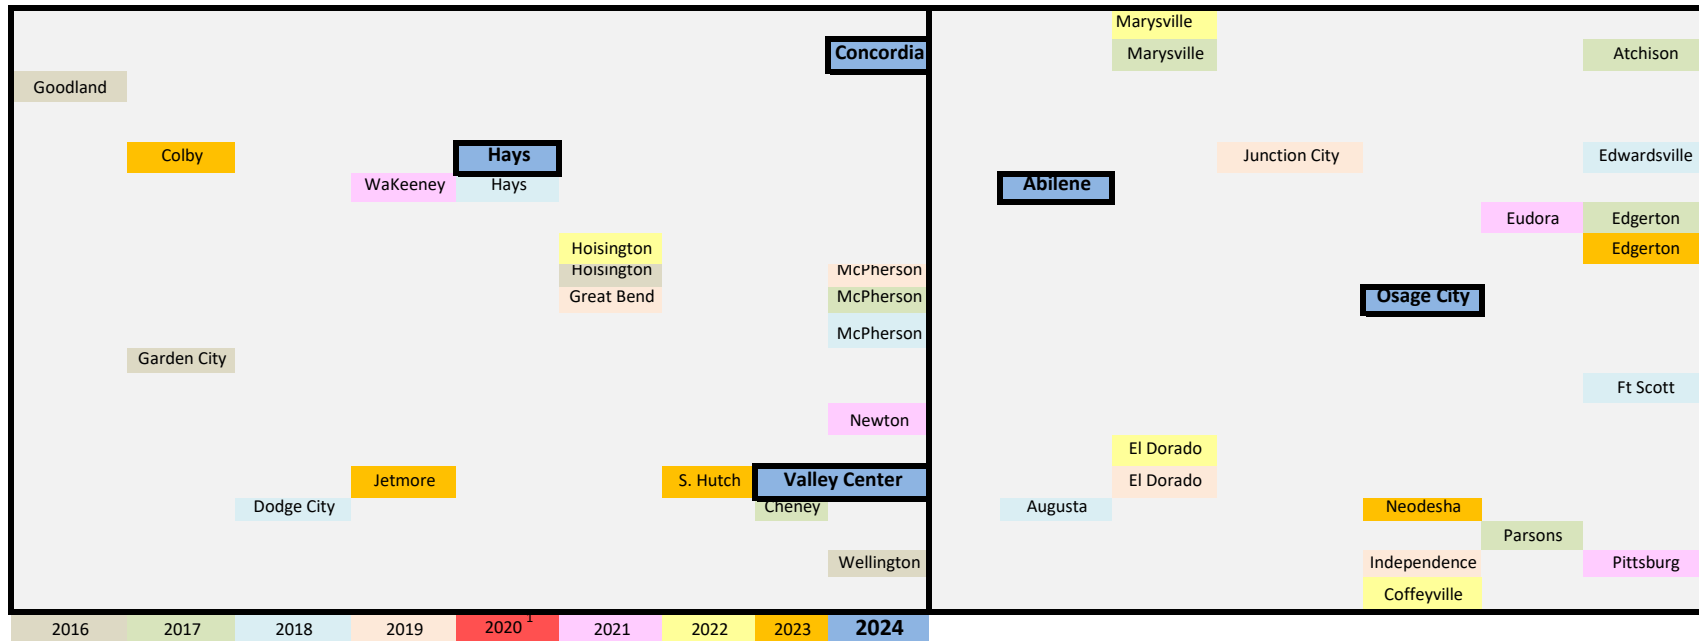 Marysville
Concordia Marysville Atchison
Goodland
Colby Hays Junction City Edwardsville
WaKeeney Hays Abilene
Eudora Edgerton
Hoisington Edgerton
Hoisington McPherson
Great Bend McPherson Osage City
McPherson
Garden City
Ft Scott
Newton
El Dorado
Jetmore S. Hutch Valley Center El Dorado
Dodge City Cheney Augusta Neodesha
Parsons
Wellington Independence Pittsburg
Coffeyville
2016 2017 2018 2019 2020 1 2021 2022 2023 2024